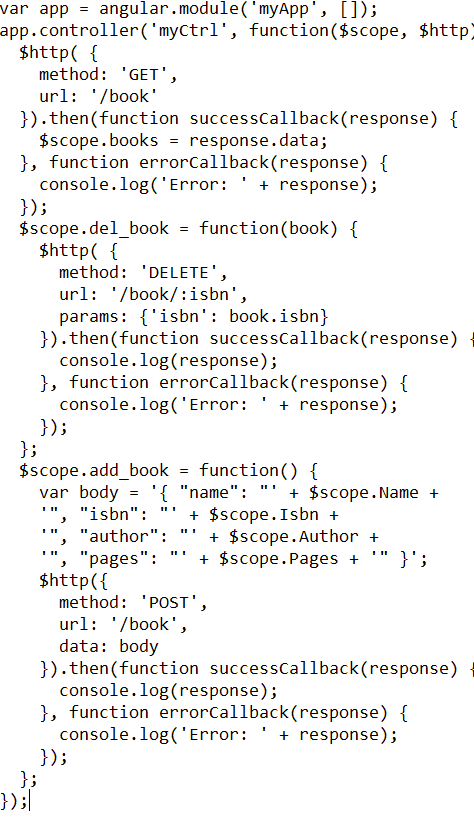 var app = angular.module('myApp', []);
app.controller('myCtrl', function($scope, $http)
  $http( {
    method: 'GET',
    url: '/book'
  }).then(function successCallback(response) {
    $scope.books = response.data;
  }, function errorCallback(response) {
    console.log('Error: ' + response);
  });
  $scope.del_book = function(book) {
    $http( {
      method: 'DELETE',
      url: '/book/:isbn',
      params: {'isbn': book.isbn}
    }).then(function successCallback(response) {
      console.log(response);
    }, function errorCallback(response) {
      console.log('Error: ' + response);
    });
  };
  $scope.add_book = function() {
    var body = '{ "name": "' + $scope.Name +
    '", "isbn": "' + $scope.Isbn +
    '", "author": "' + $scope.Author +
    '", "pages": "' + $scope.Pages + '" }';
    $http({
      method: 'POST',
      url: '/book',
      data: body
    }).then(function successCallback(response) {
      console.log(response);
    }, function errorCallback(response) {
      console.log('Error: ' + response);
    });
  };
});